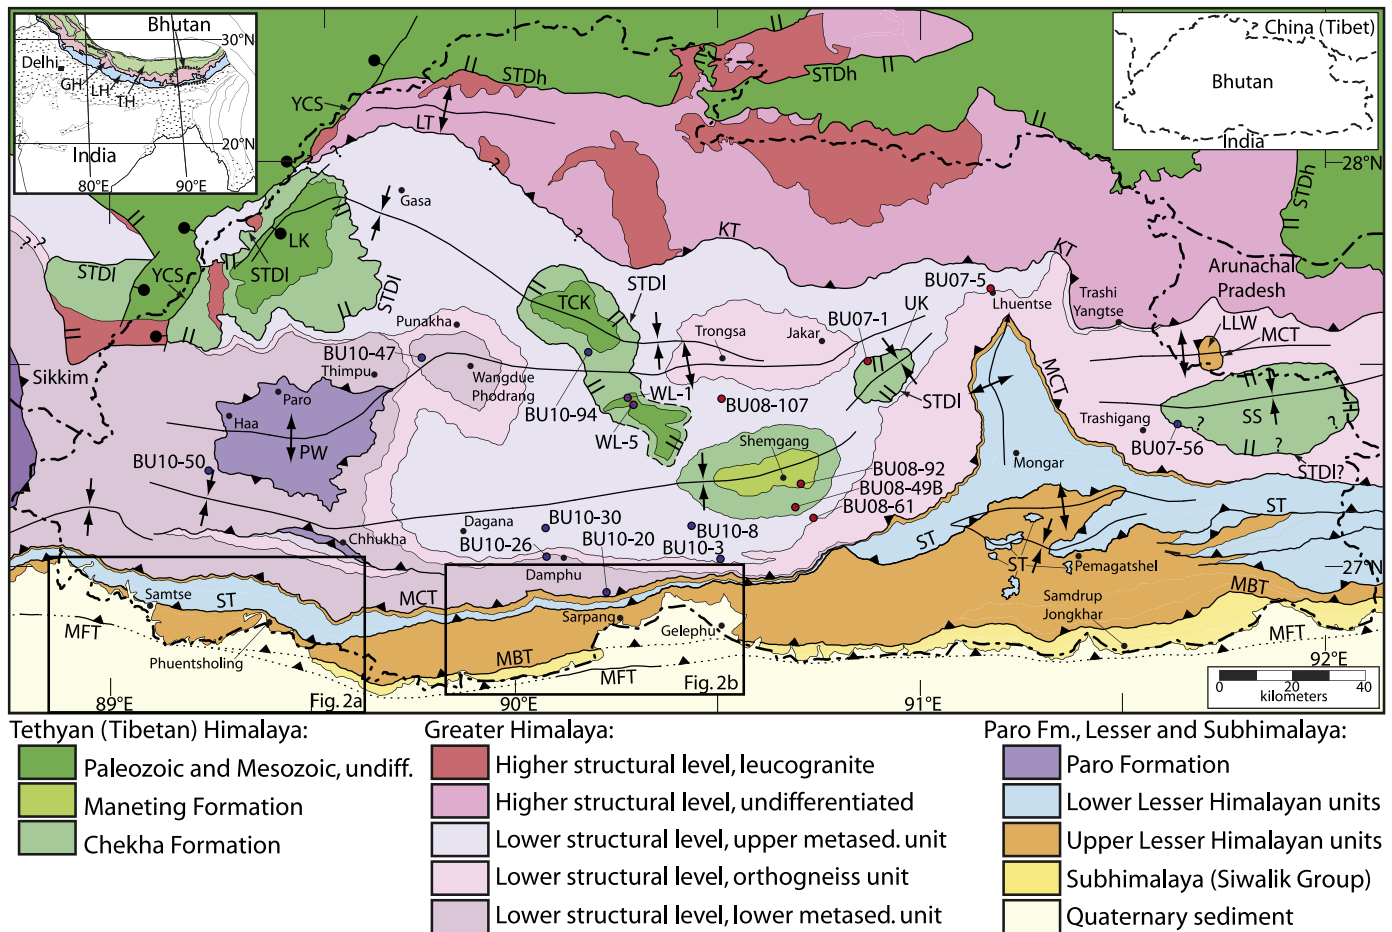 Bhutan
30°N
Delhi
GH
LH
TH
20°N
India
80°E
90°E
China (Tibet)
Bhutan
India
28°N
STDh
STDh
STDh
YCS
LT
Gasa
?
?
KT
KT
? ?
STDl
YCS
LK
STDl
STDl
STDl
TCK
BU07-5
Lhuentse
Arunachal
Pradesh
Trashi
Yangtse
UK
BU07-1
LLW
MCT
Punakha
Trongsa
Jakar
BU10-47
Thimpu
Wangdue
Phodrang
Sikkim
Paro
Haa
PW
BU10-94
WL-1
WL-5
BU08-107
STDl
MCT
Trashigang
SS
?
?
?
BU07-56
STDl?
Shemgang
BU10-50
BU08-92
BU08-49B
BU08-61
Mongar
Dagana
BU10-30
BU10-26
BU10-20
BU10-8
BU10-3
Chhukha
Damphu
ST
ST
ST
Pemagatshel
27°N
Samtse
ST
MCT
MBT
Samdrup
Jongkhar
MFT
Sarpang
Gelephu
Phuentsholing
MBT
MFT
MFT
92°E
Fig. 2a
Fig. 2b
89°E
90°E
91°E
0 20 40
kilometers
Tethyan (Tibetan) Himalaya:
Paleozoic and Mesozoic, undiff.
Maneting Formation
Chekha Formation
Greater Himalaya:
Higher structural level, leucogranite
Higher structural level, undifferentiated
Lower structural level, upper metased. unit
Lower structural level, orthogneiss unit
Lower structural level, lower metased. unit
Paro Fm., Lesser and Subhimalaya:
Paro Formation
Lower Lesser Himalayan units
Upper Lesser Himalayan units
Subhimalaya (Siwalik Group)
Quaternary sediment